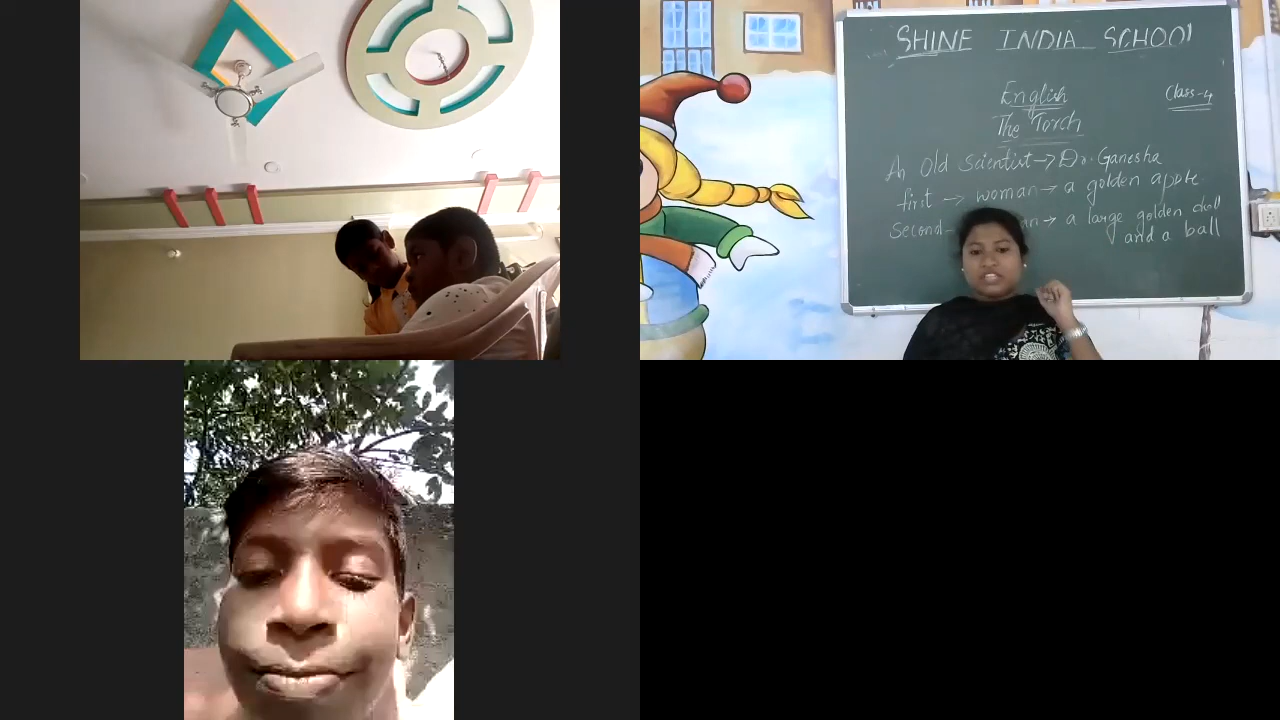 SHINE INDIA SCHOOL
English
Class-4
The Torch
An Old Scientist → Dr. Ganesha
first → woman → a golden apple
Second an → a large golden doll
and a ball